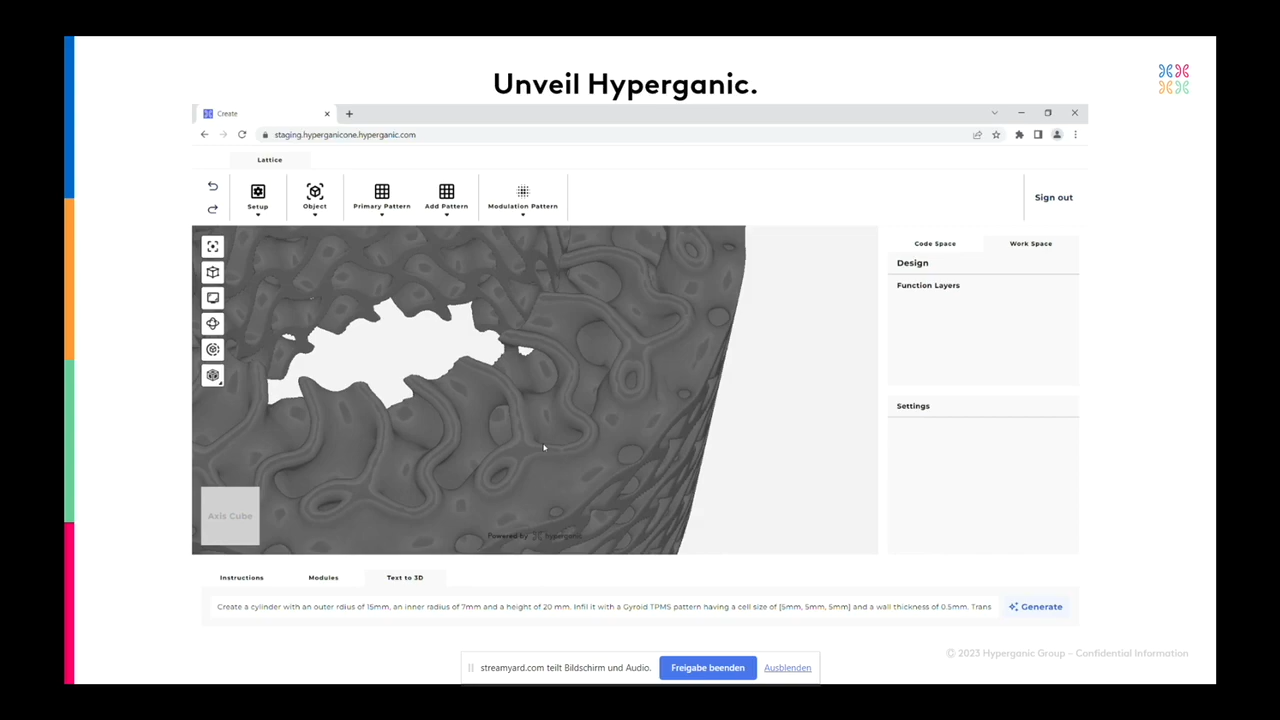 Unveil Hyperganic.
Create
staging.hyperganicone.hyperganic.com
Lattice
Setup
Object
Primary Pattern
Add Pattern
Modulation Pattern
Sign out
Code Space
Work Space
Design
Function Layers
Settings
Axis Cube
Powered by hyperganic
Instructions
Modules
Text to 3D
Create a cylinder with an outer rdius of 15mm, an inner radius of 7mm and a height of 20 mm. Infil it with a Gyroid TPMS pattern having a cell size of [5mm, 5mm, 5mm] and a wall thickness of 0.5mm. Trans
Generate
© 2023 Hyperganic Group – Confidential Information
streamyard.com teilt Bildschirm und Audio.
Freigabe beenden
Ausblenden